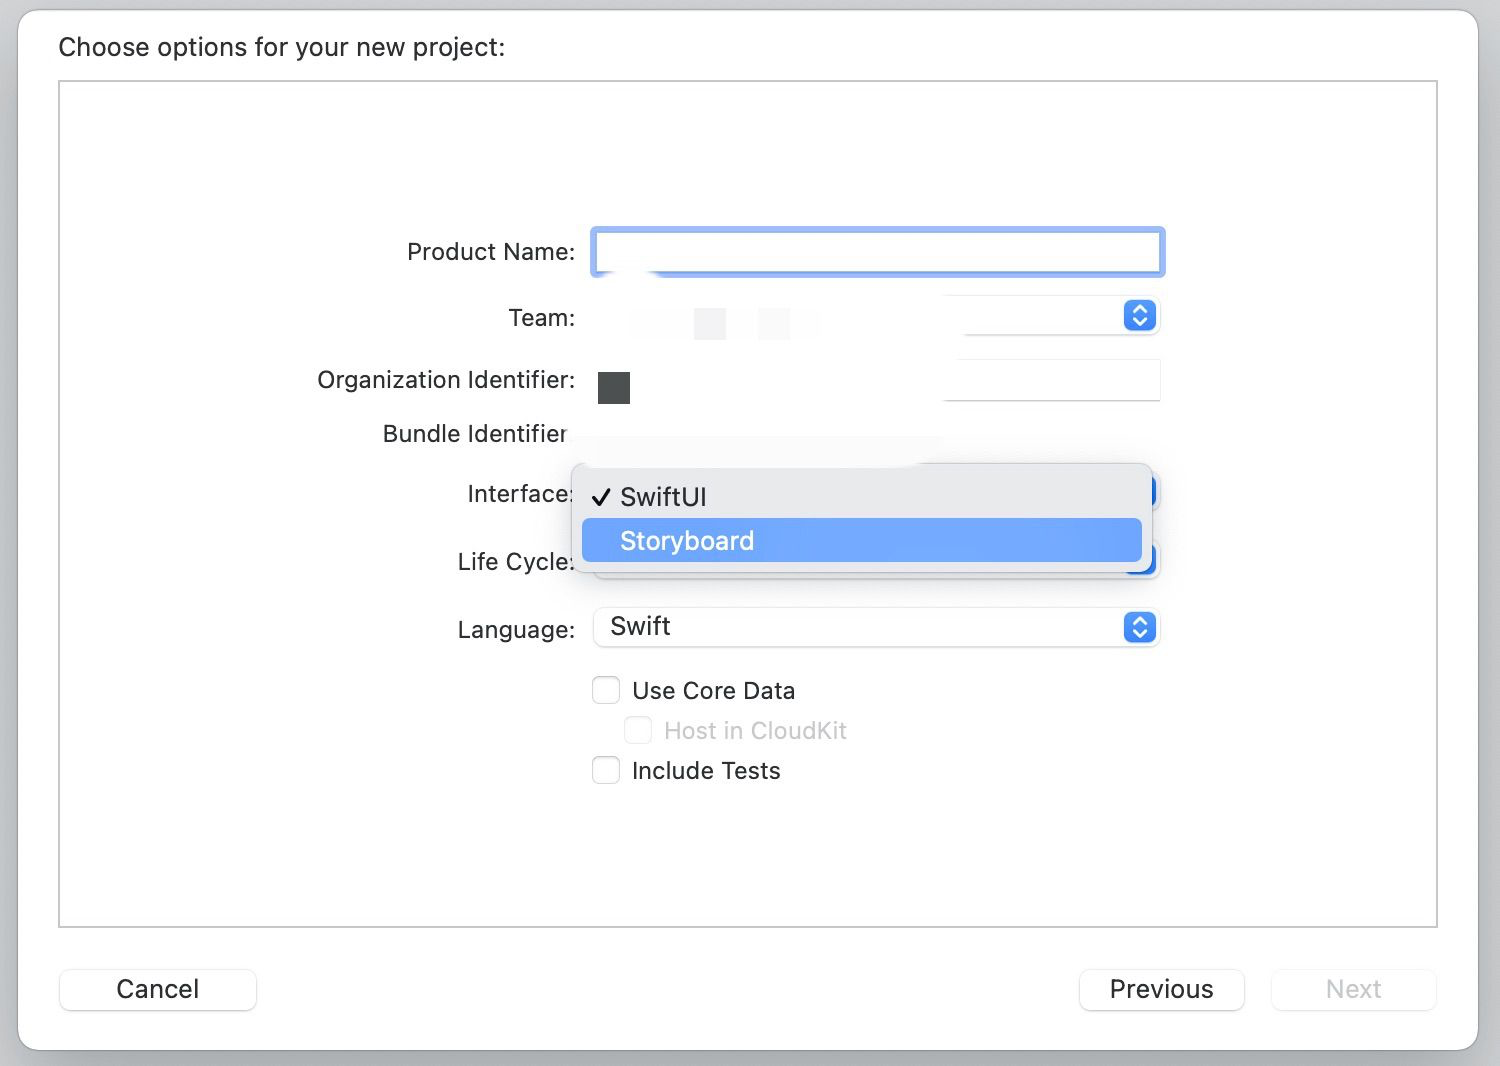 Choose options for your new project:
Product Name:
Team:
Organization Identifier:
Bundle Identifier
Interface:
SwiftUI
Storyboard
Life Cycle:
Language: Swift
Use Core Data
Host in CloudKit
Include Tests
Cancel Previous Next